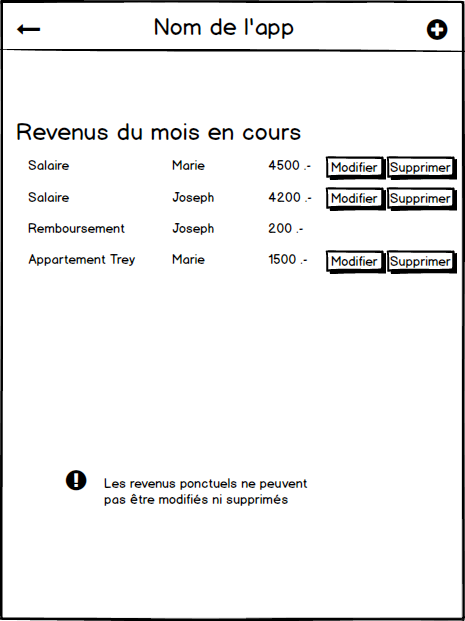 Nom de l'app
Revenus du mois en cours
Salaire Marie 4500 .- Modifier Supprimer
Salaire Joseph 4200 .- Modifier Supprimer
Remboursement Joseph 200 .-
Appartement Trey Marie 1500 .- Modifier Supprimer
Les revenus ponctuels ne peuvent
pas être modifiés ni supprimés